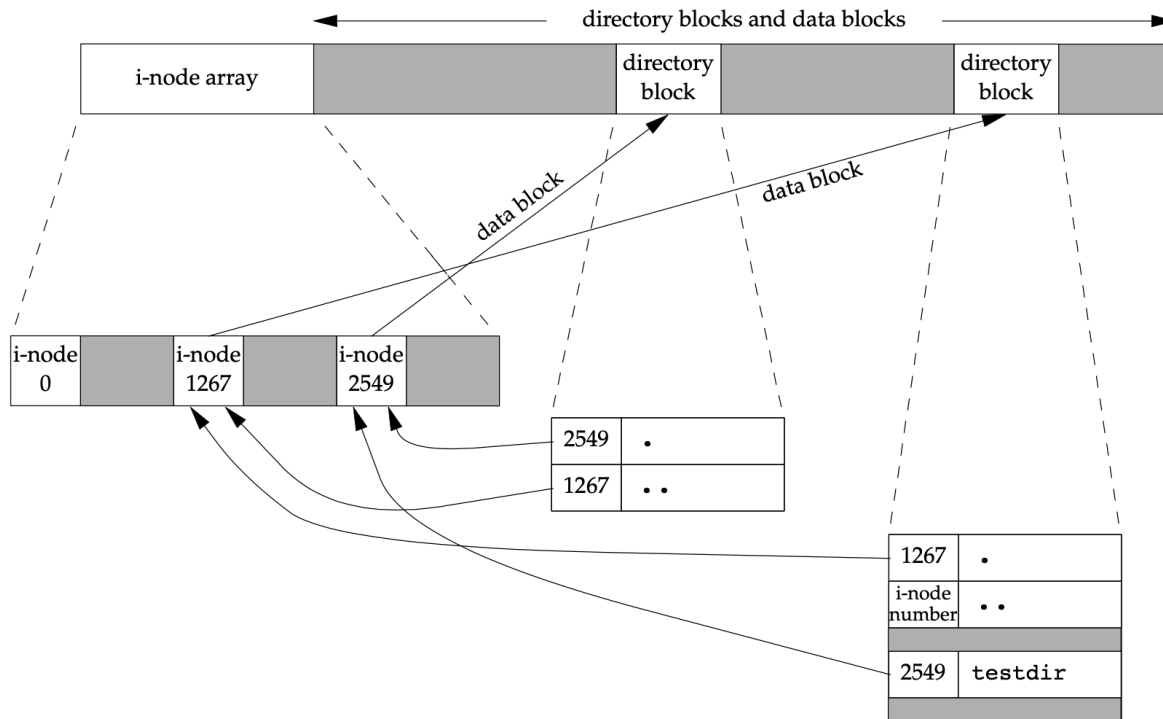 directory blocks and data blocks
i-node array
directory
block
directory
block
data block
data block
i-node
0
i-node
1267
i-node
2549
2549 .
1267 ..
1267 .
i-node
number ..
2549 testdir